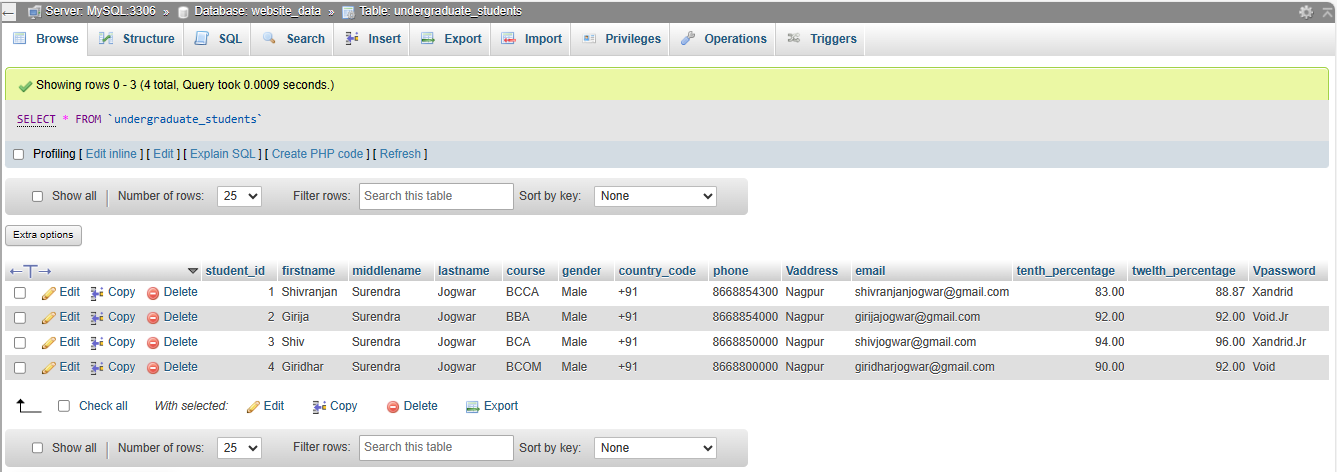 Server: MySQL:3306 » Database: website_data » Table: undergraduate_students
Browse Structure SQL Search Insert Export Import Privileges Operations Triggers
Showing rows 0 - 3 (4 total, Query took 0.0009 seconds.)
SELECT * FROM `undergraduate_students`
Profiling [ Edit inline ] [ Edit ] [ Explain SQL ] [ Create PHP code ] [ Refresh ]
Show all Number of rows: 25 Filter rows: Search this table Sort by key: None
Extra options
student_id firstname middlename lastname course gender country_code phone Vaddress email tenth_percentage twelth_percentage Vpassword
Edit Copy Delete 1 Shivranjan Surendra Jogwar BCCA Male +91 8668854300 Nagpur shivranjanjogwar@gmail.com 83.00 88.87 Xandrid
Edit Copy Delete 2 Girija Surendra Jogwar BBA Male +91 8668854000 Nagpur girijajogwar@gmail.com 92.00 92.00 Void.Jr
Edit Copy Delete 3 Shiv Surendra Jogwar BCA Male +91 8668850000 Nagpur shivjogwar@gmail.com 94.00 96.00 Xandrid.Jr
Edit Copy Delete 4 Giridhar Surendra Jogwar BCOM Male +91 8668800000 Nagpur giridharjogwar@gmail.com 90.00 92.00 Void
Check all With selected: Edit Copy Delete Export
Show all Number of rows: 25 Filter rows: Search this table Sort by key: None